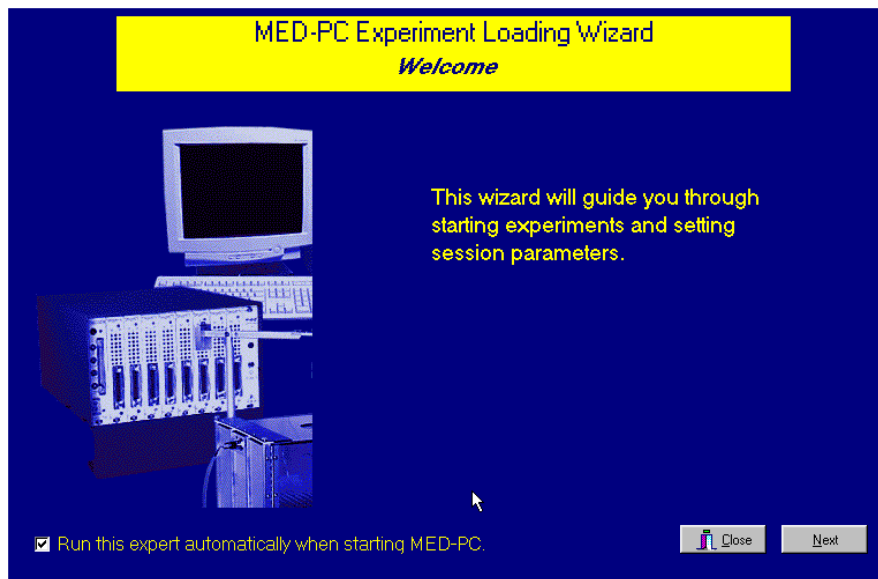 MED-PC Experiment Loading Wizard
Welcome
This wizard will guide you through
starting experiments and setting
session parameters.
Run this expert automatically when starting MED-PC.
Close
Next